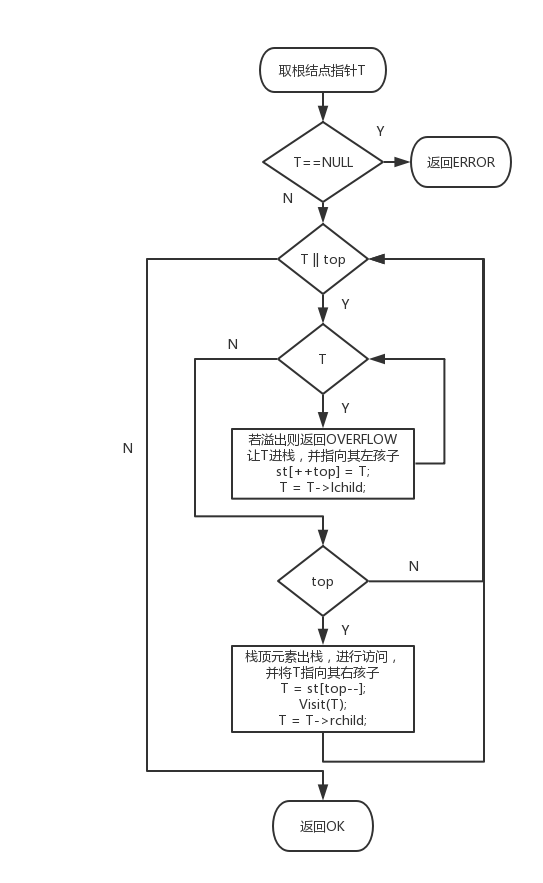 取根结点指针T
Y
T==NULL
返回ERROR
N
T || top
Y
N
T
Y
N
若溢出则返回OVERFLOW
让T进栈，并指向其左孩子
st[++top] = T;
T = T->lchild;
N
top
Y
栈顶元素出栈，进行访问，
并将T指向其右孩子
T = st[top--];
Visit(T);
T = T->rchild;
返回OK